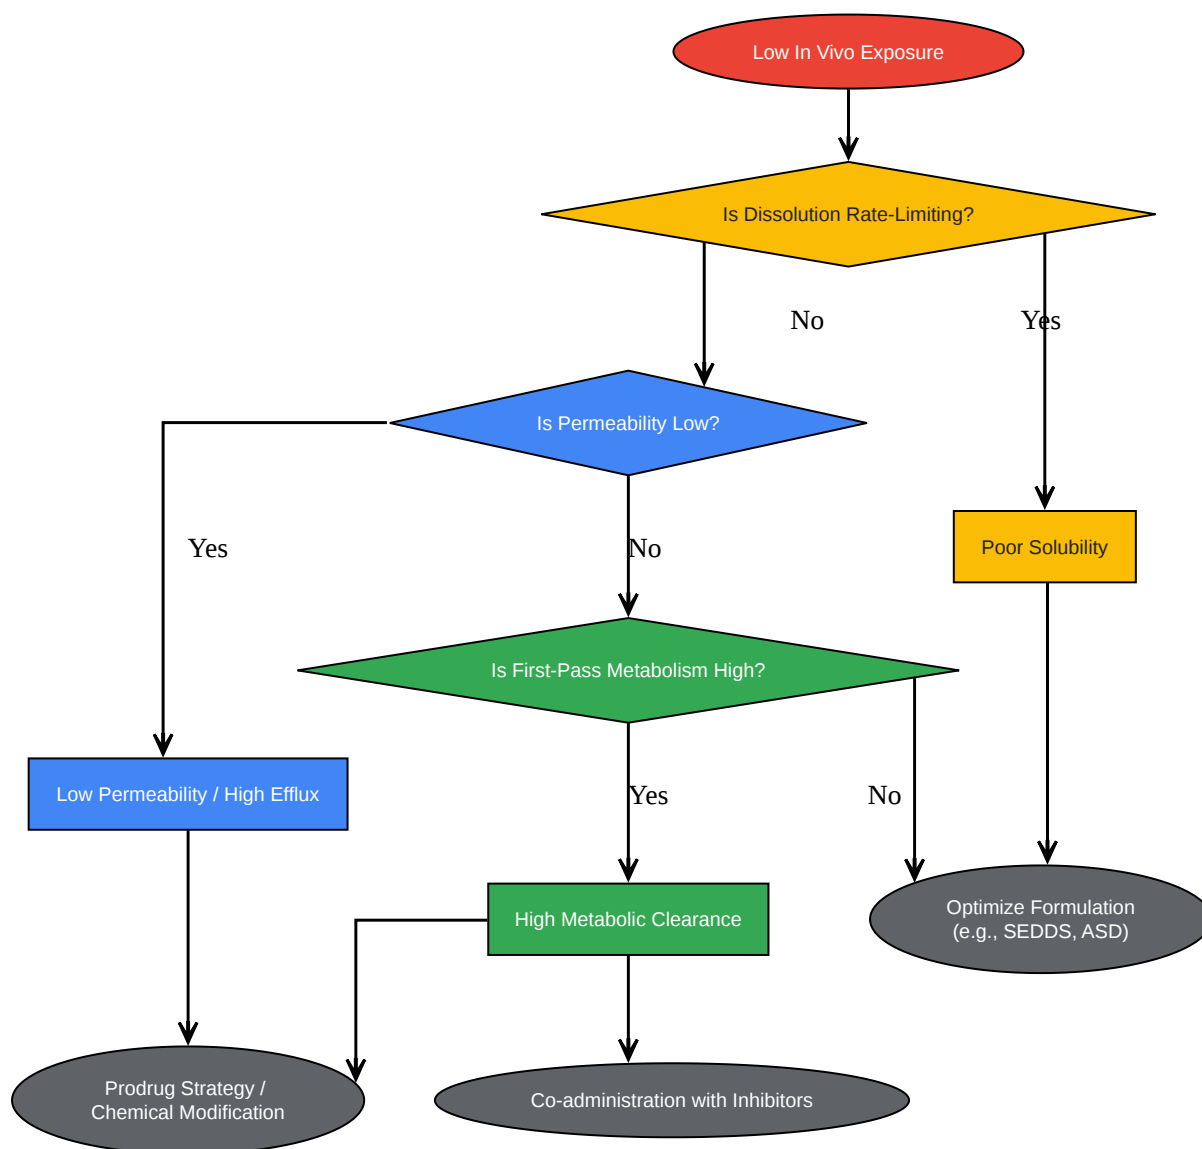 Low In Vivo Exposure
Is Dissolution Rate-Limiting?
No
Yes
Is Permeability Low?
Yes
No
Poor Solubility
Is First-Pass Metabolism High?
Low Permeability / High Efflux
Yes
No
High Metabolic Clearance
Optimize Formulation
(e.g., SEDDS, ASD)
Prodrug Strategy /
Chemical Modification
Co-administration with Inhibitors